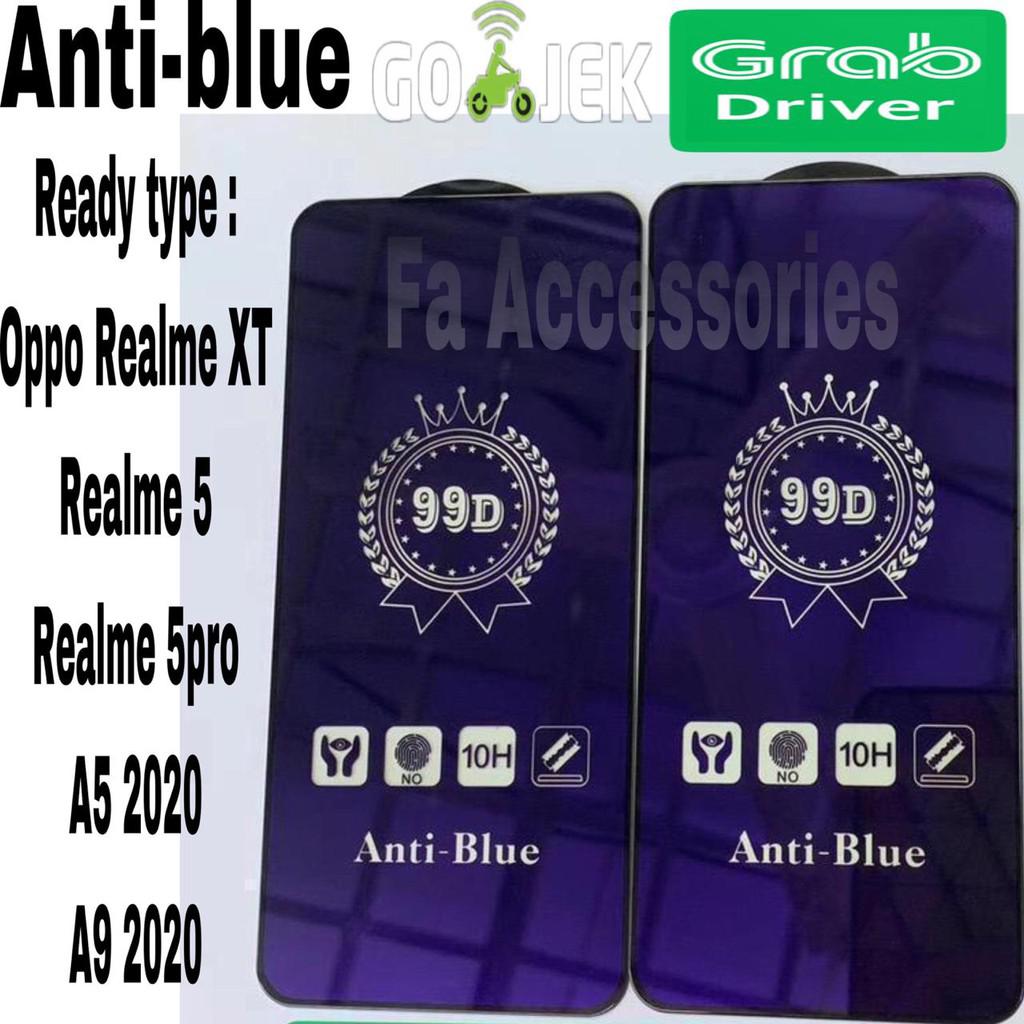 Anti-blue
GO JEK
Grab
Driver
Ready type :
Oppo Realme XT
Realme 5
Realme 5pro
A5 2020
A9 2020
Fa Accessories
99D
NO
10H
Anti-Blue
99D
NO
10H
Anti-Blue